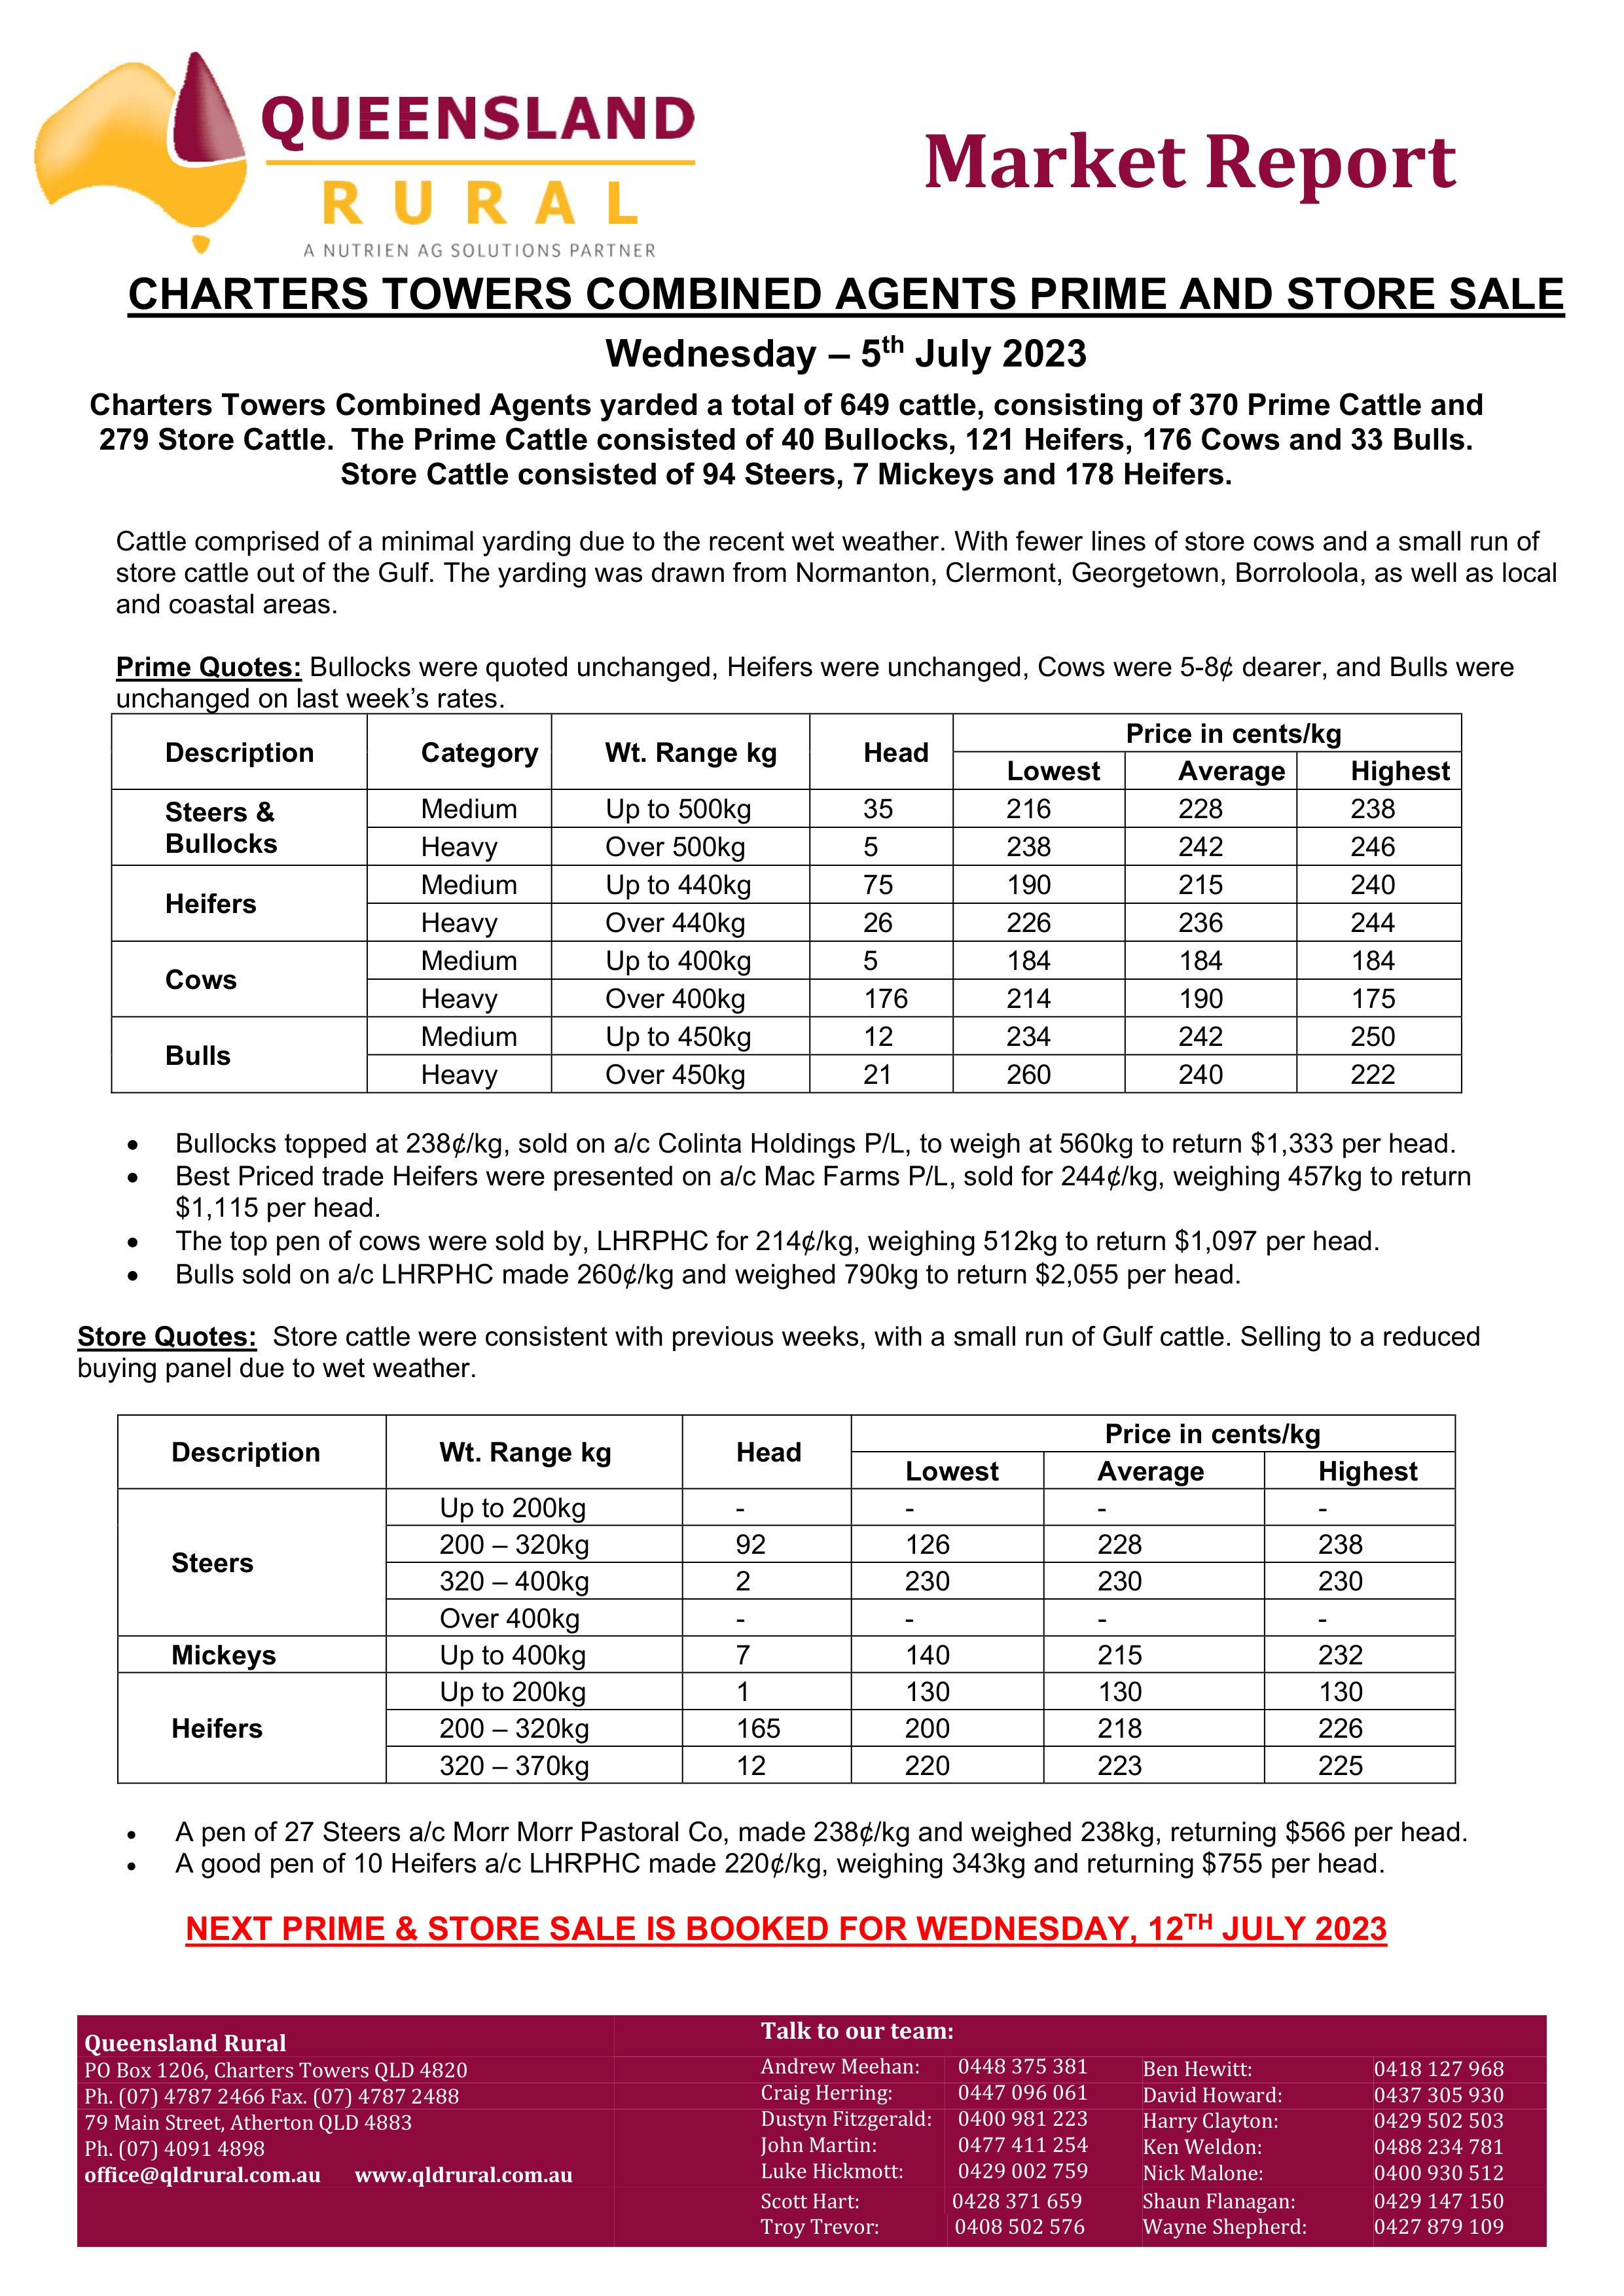 QUEENSLAND
RURAL
A NUTRIEN AG SOLUTIONS PARTNER
Market Report
CHARTERS TOWERS COMBINED AGENTS PRIME AND STORE SALE
Wednesday – 5th July 2023
Charters Towers Combined Agents yarded a total of 649 cattle, consisting of 370 Prime Cattle and
279 Store Cattle. The Prime Cattle consisted of 40 Bullocks, 121 Heifers, 176 Cows and 33 Bulls.
Store Cattle consisted of 94 Steers, 7 Mickeys and 178 Heifers.
Cattle comprised of a minimal yarding due to the recent wet weather. With fewer lines of store cows and a small run of
store cattle out of the Gulf. The yarding was drawn from Normanton, Clermont, Georgetown, Borroloola, as well as local
and coastal areas.
Prime Quotes: Bullocks were quoted unchanged, Heifers were unchanged, Cows were 5-8¢ dearer, and Bulls were
unchanged on last week’s rates.
Description Category Wt. Range kg Head Price in cents/kg
Lowest Average Highest
Steers & Bullocks Medium Up to 500kg 35 216 228 238
Heavy Over 500kg 5 238 242 246
Heifers Medium Up to 440kg 75 190 215 240
Heavy Over 440kg 26 226 236 244
Cows Medium Up to 400kg 5 184 184 184
Heavy Over 400kg 176 214 190 175
Bulls Medium Up to 450kg 12 234 242 250
Heavy Over 450kg 21 260 240 222
• Bullocks topped at 238¢/kg, sold on a/c Colinta Holdings P/L, to weigh at 560kg to return $1,333 per head.
• Best Priced trade Heifers were presented on a/c Mac Farms P/L, sold for 244¢/kg, weighing 457kg to return
$1,115 per head.
• The top pen of cows were sold by, LHRPHC for 214¢/kg, weighing 512kg to return $1,097 per head.
• Bulls sold on a/c LHRPHC made 260¢/kg and weighed 790kg to return $2,055 per head.
Store Quotes: Store cattle were consistent with previous weeks, with a small run of Gulf cattle. Selling to a reduced
buying panel due to wet weather.
Description Wt. Range kg Head Price in cents/kg
Lowest Average Highest
Steers Up to 200kg - - - -
200 – 320kg 92 126 228 238
320 – 400kg 2 230 230 230
Over 400kg - - - -
Mickeys Up to 400kg 7 140 215 232
Heifers Up to 200kg 1 130 130 130
200 – 320kg 165 200 218 226
320 – 370kg 12 220 223 225
• A pen of 27 Steers a/c Morr Morr Pastoral Co, made 238¢/kg and weighed 238kg, returning $566 per head.
• A good pen of 10 Heifers a/c LHRPHC made 220¢/kg, weighing 343kg and returning $755 per head.
NEXT PRIME & STORE SALE IS BOOKED FOR WEDNESDAY, 12TH JULY 2023
Queensland Rural
PO Box 1206, Charters Towers QLD 4820
Ph. (07) 4787 2466 Fax. (07) 4787 2488
79 Main Street, Atherton QLD 4883
Ph. (07) 4091 4898
office@qldrural.com.au www.qldrural.com.au
Talk to our team:
Andrew Meehan: 0448 375 381 Ben Hewitt: 0418 127 968
Craig Herring: 0447 096 061 David Howard: 0437 305 930
Dustyn Fitzgerald: 0400 981 223 Harry Clayton: 0429 502 503
John Martin: 0477 411 254 Ken Weldon: 0488 234 781
Luke Hickmott: 0429 002 759 Nick Malone: 0400 930 512
Scott Hart: 0428 371 659 Shaun Flanagan: 0429 147 150
Troy Trevor: 0408 502 576 Wayne Shepherd: 0427 879 109